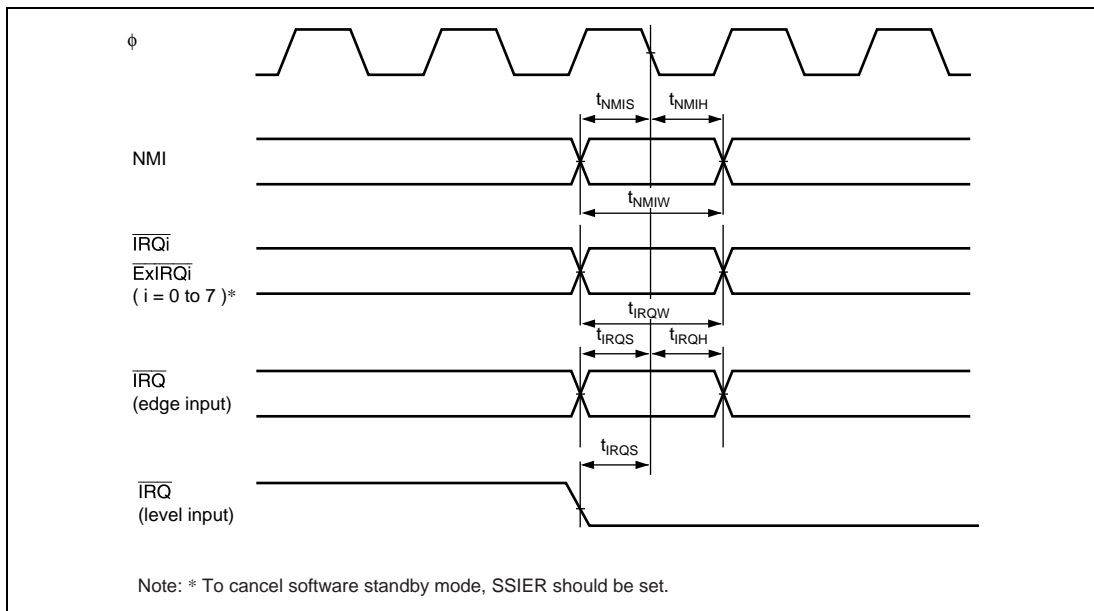 ϕ
tNMIS tNMIH
NMI
tNMIW
IRQi
ExIRQi
( i = 0 to 7 )*
tIRQW
tIRQS tIRQH
IRQ
(edge input)
tIRQS
IRQ
(level input)
Note: * To cancel software standby mode, SSIER should be set.